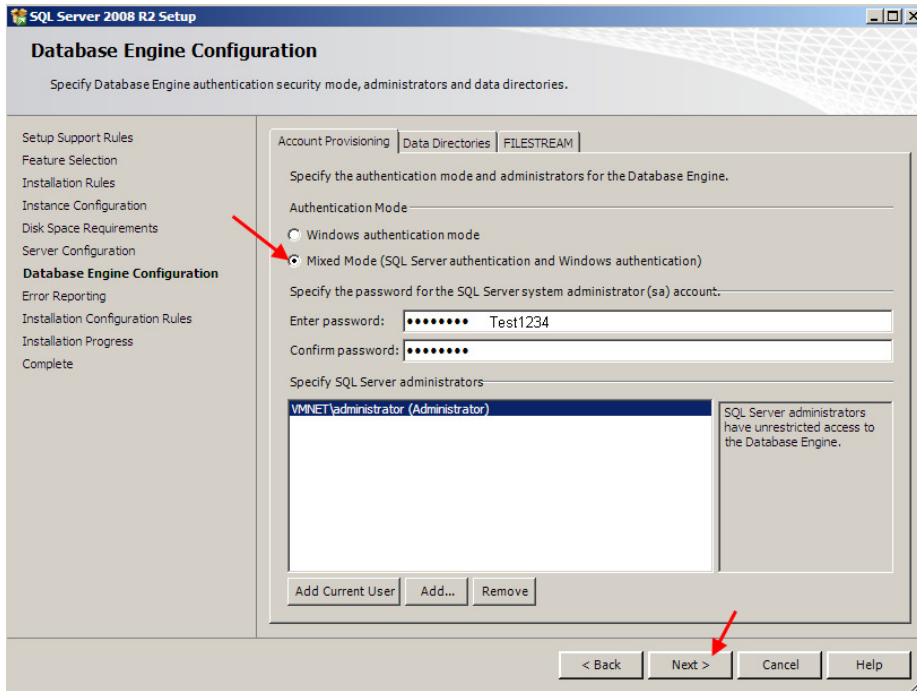 SQL Server 2008 R2 Setup
Database Engine Configuration
Specify Database Engine authentication security mode, administrators and data directories.
Setup Support Rules
Feature Selection
Installation Rules
Instance Configuration
Disk Space Requirements
Server Configuration
Database Engine Configuration
Error Reporting
Installation Configuration Rules
Installation Progress
Complete
Account Provisioning Data Directories FILESTREAM
Specify the authentication mode and administrators for the Database Engine.
Authentication Mode
Windows authentication mode
Mixed Mode (SQL Server authentication and Windows authentication)
Specify the password for the SQL Server system administrator (sa) account.
Enter password: •••••••• Test1234
Confirm password: ••••••••
Specify SQL Server administrators
VMNET\administrator (Administrator)
SQL Server administrators
have unrestricted access to
the Database Engine.
Add Current User Add... Remove
< Back Next > Cancel Help